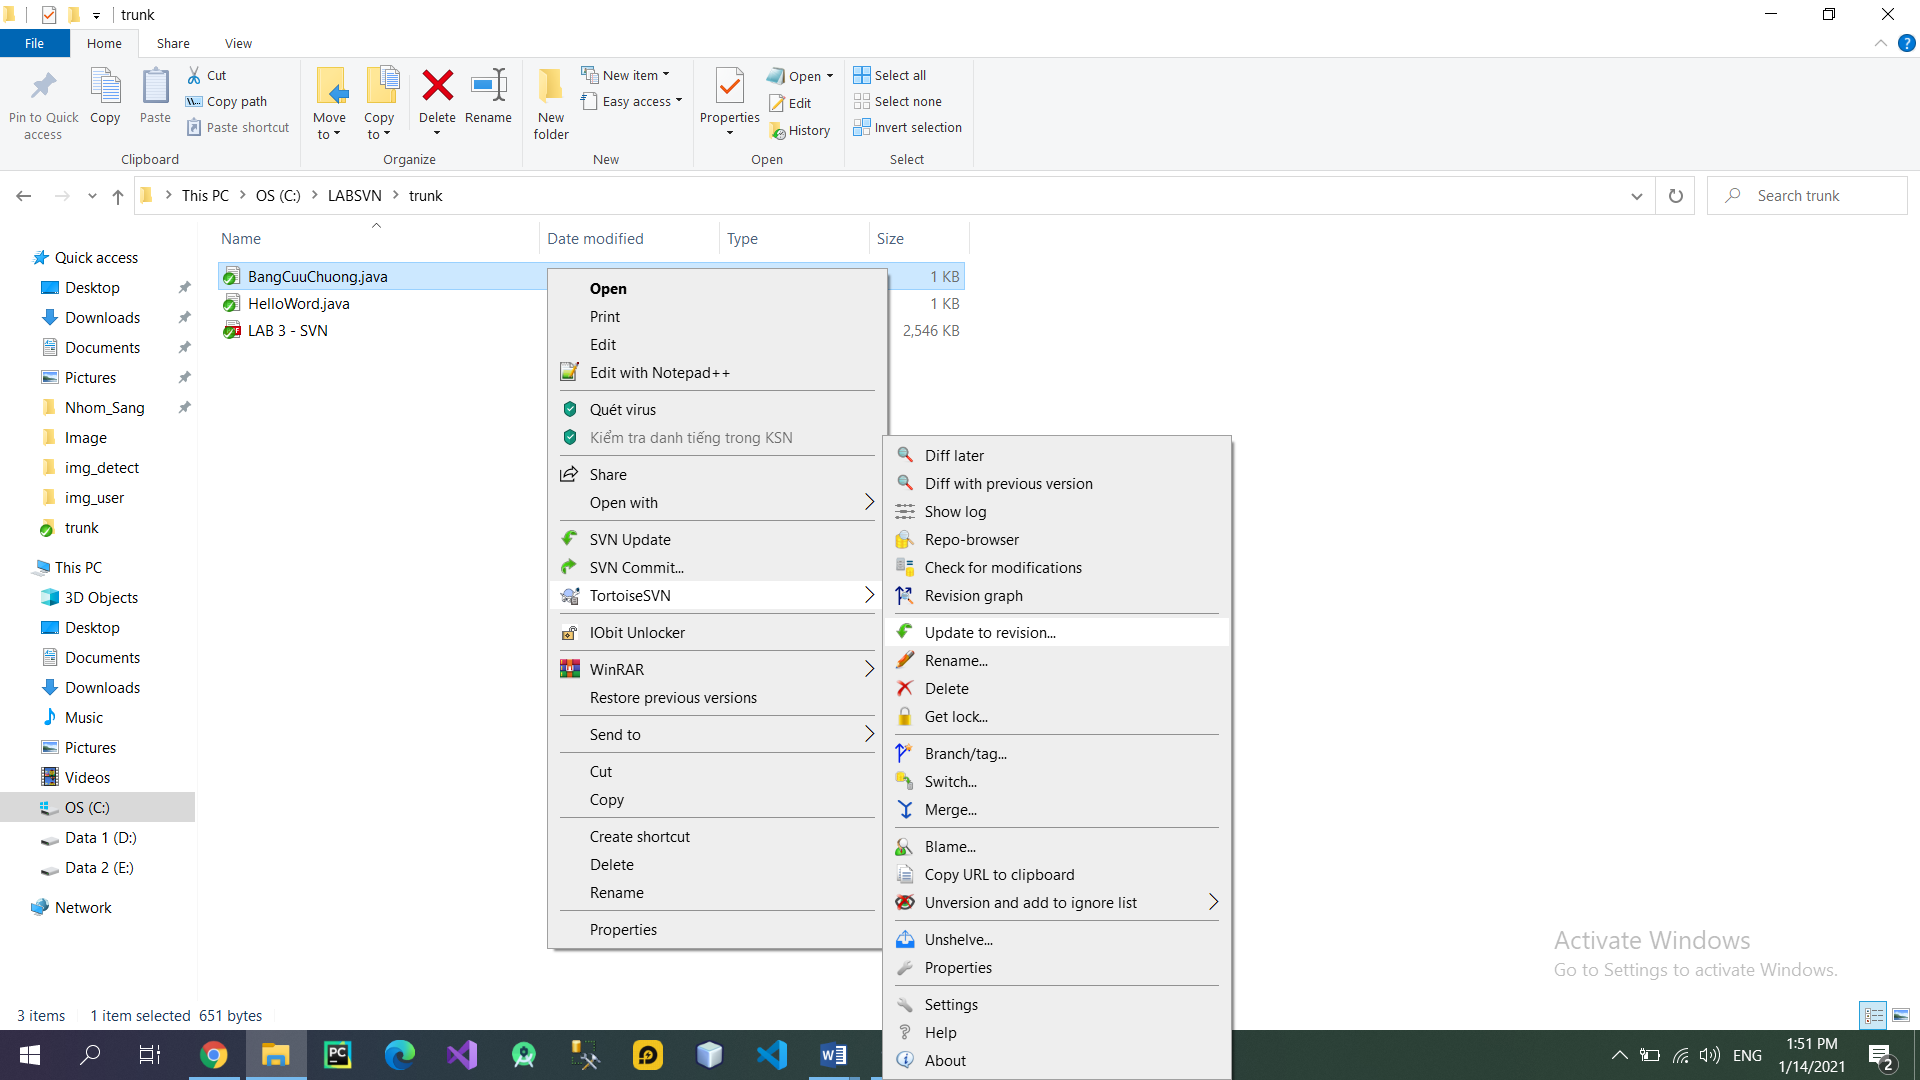 trunk
File
Home
Share
View
Pin to Quick
access
Copy
Paste
Cut
Copy path
Paste shortcut
Clipboard
Move
to
Copy
to
Delete
Rename
Organize
New
folder
New item
Easy access
New
Properties
Open
Edit
History
Open
Select all
Select none
Invert selection
Select
This PC
OS (C:)
LABSVN
trunk
Search trunk
Name
Date modified
Type
Size
BangCuuChuong.java
1 KB
HelloWord.java
1 KB
LAB 3 - SVN
2,546 KB
Quick access
Desktop
Downloads
Documents
Pictures
Nhom_Sang
Image
img_detect
img_user
trunk
This PC
3D Objects
Desktop
Documents
Downloads
Music
Pictures
Videos
OS (C:)
Data 1 (D:)
Data 2 (E:)
Network
Open
Print
Edit
Edit with Notepad++
Quét virus
Kiểm tra danh tiếng trong KSN
Share
Open with
SVN Update
SVN Commit...
TortoiseSVN
IObit Unlocker
WinRAR
Restore previous versions
Send to
Cut
Copy
Create shortcut
Delete
Rename
Properties
Diff later
Diff with previous version
Show log
Repo-browser
Check for modifications
Revision graph
Update to revision...
Rename...
Delete
Get lock...
Branch/tag...
Switch...
Merge...
Blame...
Copy URL to clipboard
Unversion and add to ignore list
Unshelve...
Properties
Settings
Help
About
Activate Windows
Go to Settings to activate Windows.
3 items
1 item selected 651 bytes
PC
ENG
1:51 PM
1/14/2021
2